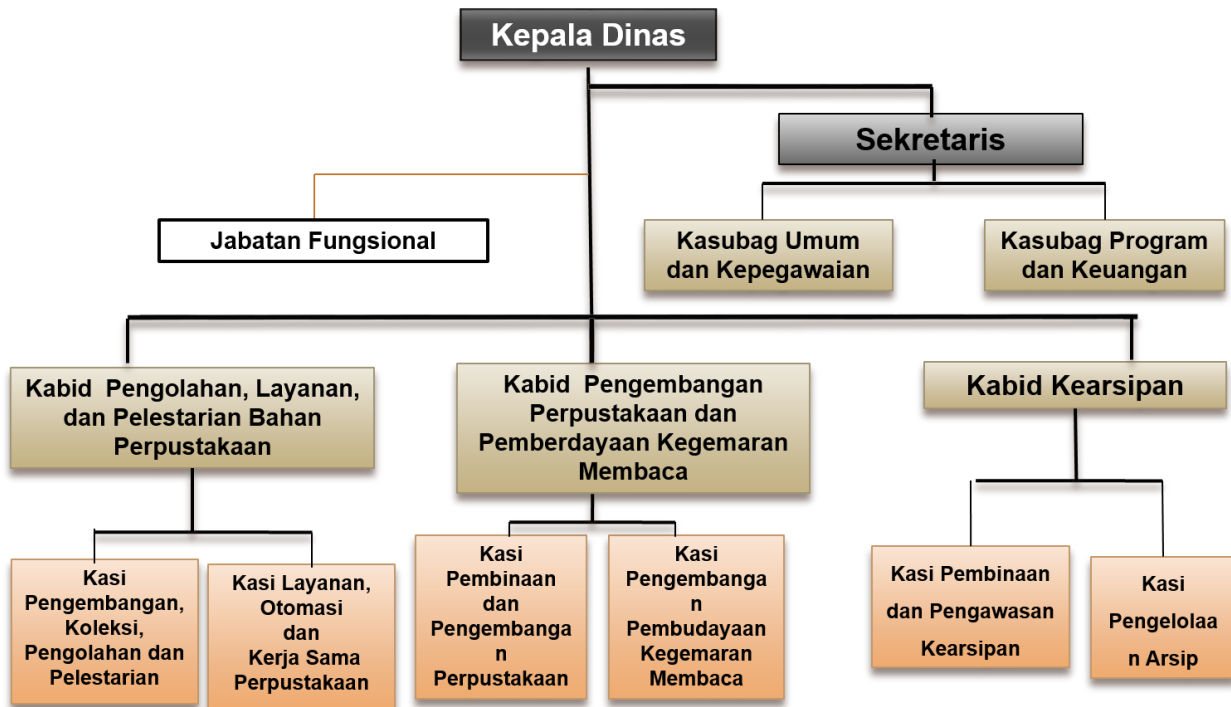 Kepala Dinas
Sekretaris
Jabatan Fungsional
Kasubag Umum
dan Kepegawaian
Kasubag Program
dan Keuangan
Kabid Pengolahan, Layanan,
dan Pelestarian Bahan
Perpustakaan
Kabid Pengembangan
Perpustakaan dan
Pemberdayaan Kegemaran
Membaca
Kabid Kearsipan
Kasi
Pengembangan,
Koleksi,
Pengolahan dan
Pelestarian
Kasi Layanan,
Otomasi
dan
Kerja Sama
Perpustakaan
Kasi
Pembinaan
dan
Pengembanga
n
Perpustakaan
Kasi
Pengembanga
n
Pembudayaan
Kegemaran
Membaca
Kasi Pembinaan
dan Pengawasan
Kearsipan
Kasi
Pengelolaa
n Arsip